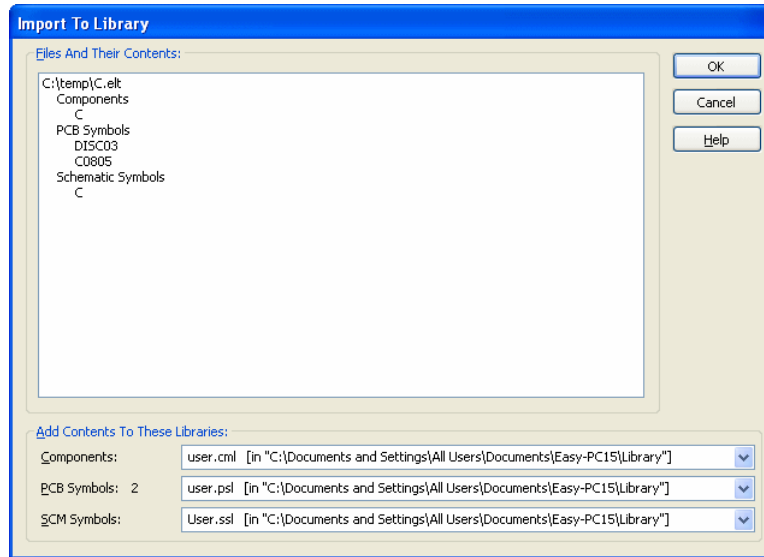 Import To Library
Files And Their Contents:
C:\temp\C.elt
Components
C
PCB Symbols
DISC03
C0805
Schematic Symbols
C
OK
Cancel
Help
Add Contents To These Libraries:
Components: user.cml [in "C:\Documents and Settings\All Users\Documents\Easy-PC15\Library"]
PCB Symbols: 2 user.psl [in "C:\Documents and Settings\All Users\Documents\Easy-PC15\Library"]
SCM Symbols: User.ssl [in "C:\Documents and Settings\All Users\Documents\Easy-PC15\Library"]